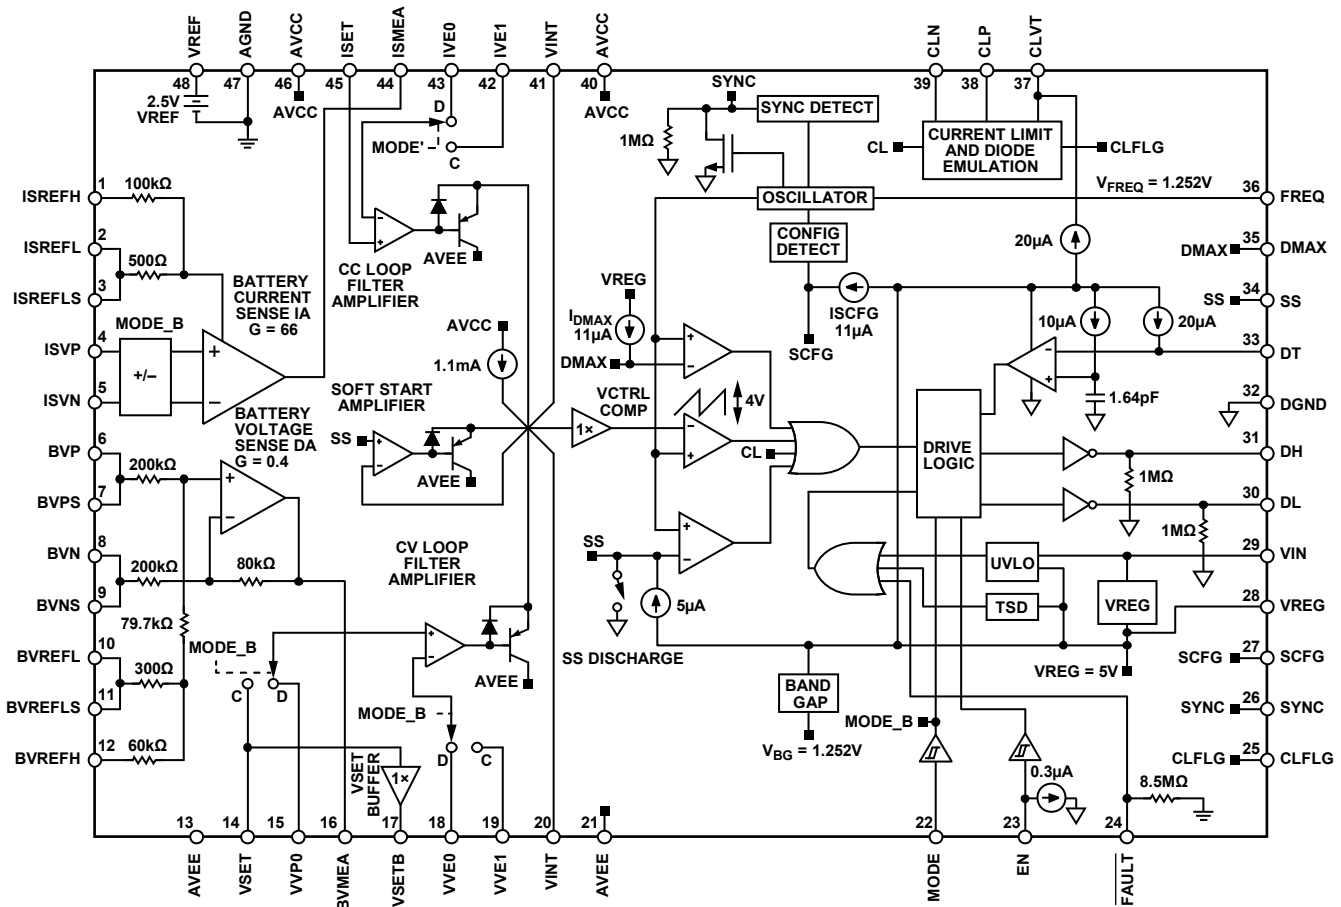 VREF
AGND
AVCC
ISET
ISMEA
IVE0
IVE1
VINT
AVCC
CLN
CLP
CLVT
48
47
46
45
44
43
42
41
40
39
38
37
2.5V
VREF
AVCC
D
MODE'
C
AVCC
SYNC
SYNC DETECT
1MΩ
OSCILLATOR
CONFIG
DETECT
CL
CURRENT LIMIT
AND DIODE
EMULATION
CLFLG
VFREQ = 1.252V
ISREFH
1
100kΩ
ISREFL
2
500Ω
ISREFLS
3
BATTERY
CURRENT
SENSE IA
G = 66
MODE_B
ISVP
4
+/–
ISVN
5
+
–
–
+
AVEE
CC LOOP
FILTER
AMPLIFIER
AVCC
1.1mA
SOFT START
AMPLIFIER
SS
+
–
AVEE
BATTERY
VOLTAGE
SENSE DA
G = 0.4
BVP
6
200kΩ
BVPS
7
+
–
BVN
8
200kΩ
80kΩ
BVNS
9
79.7kΩ
BVREFL
10
300Ω
BVREFLS
11
BVREFH
12
60kΩ
MODE_B
C
D
CV LOOP
FILTER
AMPLIFIER
+
–
AVEE
MODE_B
D
C
VSET
BUFFER
1×
VREG
IDMAX
11µA
DMAX
ISCFG
11µA
SCFG
+
–
1×
VCTRL
COMP
4V
–
+
CL
+
–
SS
5µA
SS DISCHARGE
BAND
GAP
VBG = 1.252V
DRIVE
LOGIC
20µA
10µA
20µA
–
+
1.64pF
1MΩ
1MΩ
UVLO
TSD
VREG
VREG = 5V
MODE_B
0.3µA
8.5MΩ
36
FREQ
DMAX
35
DMAX
SS
34
SS
33
DT
32
DGND
31
DH
30
DL
29
VIN
28
VREG
SCFG
27
SCFG
SYNC
26
SYNC
CLFLG
25
CLFLG
13
14
15
16
17
18
19
20
21
22
23
24
AVEE
VSET
VVP0
BVMEA
VSETB
VVE0
VVE1
VINT
AVEE
MODE
EN
FAULT